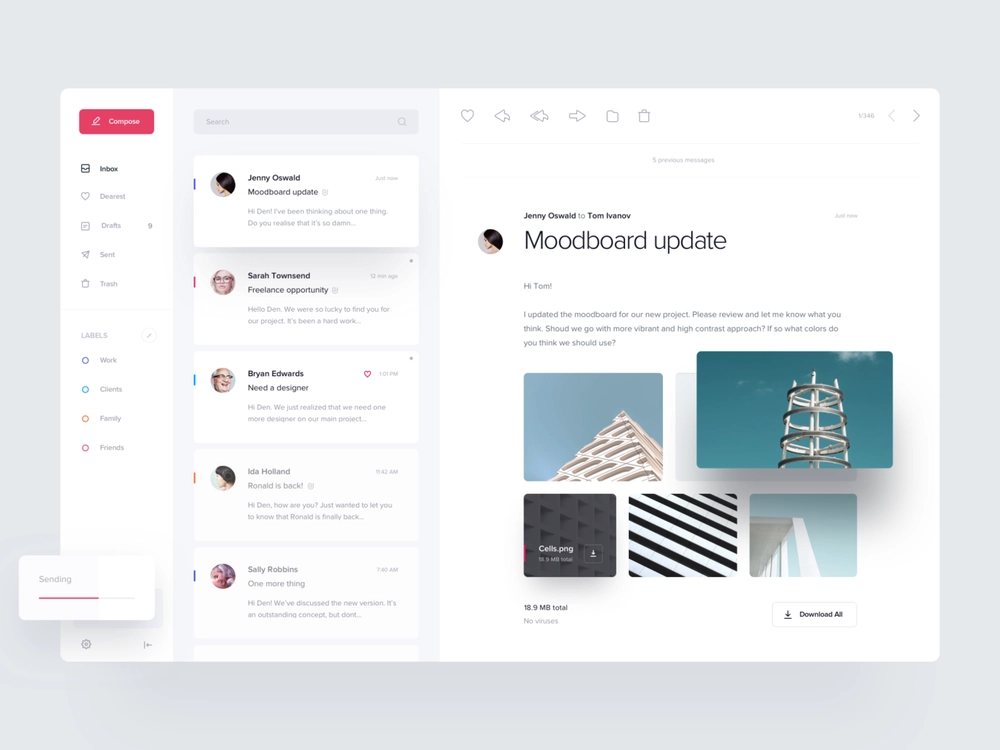 Compose
Inbox
Dearest
Drafts 9
Sent
Trash
LABELS
Work
Clients
Family
Friends
Sending
Search
Jenny Oswald Just now
Moodboard update
Hi Den! I've been thinking about one thing.
Do you realise that it's so damn...
Sarah Townsend 12 min ago
Freelance opportunity
Hello Den. We were so lucky to find you for
our project. It's been a hard work...
Bryan Edwards 1:01 PM
Need a designer
Hi Den. We just realized that we need one
more designer on our main project...
Ida Holland 11:42 AM
Ronald is back!
Hi Den, how are you? Just wanted to let you
to know that Ronald is finally back...
Sally Robbins 7:40 AM
One more thing
Hi Den! We've discussed the new version. It's
an outstanding concept, but dont...
1/346
5 previous messages
Jenny Oswald to Tom Ivanov Just now
Moodboard update
Hi Tom!
I updated the moodboard for our new project. Please review and let me know what you
think. Shoud we go with more vibrant and high contrast approach? If so what colors do
you think we should use?
Cells.png
18.9 MB total
18.9 MB total
No viruses
Download All